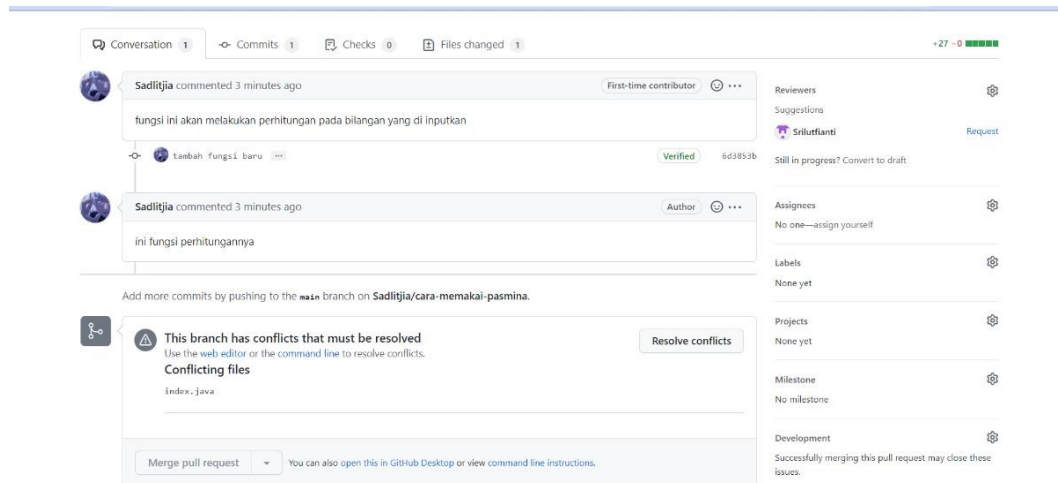 Conversation 1
Commits 1
Checks 0
Files changed 1
+27 −0
Sadlitjia commented 3 minutes ago
First-time contributor
fungsi ini akan melakukan perhitungan pada bilangan yang di inputkan
tambah fungsi baru ...
Verified 6d3853b
Sadlitjia commented 3 minutes ago
Author
ini fungsi perhitungannya
Add more commits by pushing to the main branch on Sadlitjia/cara-memakai-pasmina.
This branch has conflicts that must be resolved
Use the web editor or the command line to resolve conflicts.
Resolve conflicts
Conflicting files
index.java
Merge pull request
You can also open this in GitHub Desktop or view command line instructions.
Reviewers
Suggestions
Srilutfianti
Request
Still in progress? Convert to draft
Assignees
No one—assign yourself
Labels
None yet
Projects
None yet
Milestone
No milestone
Development
Successfully merging this pull request may close these
issues.